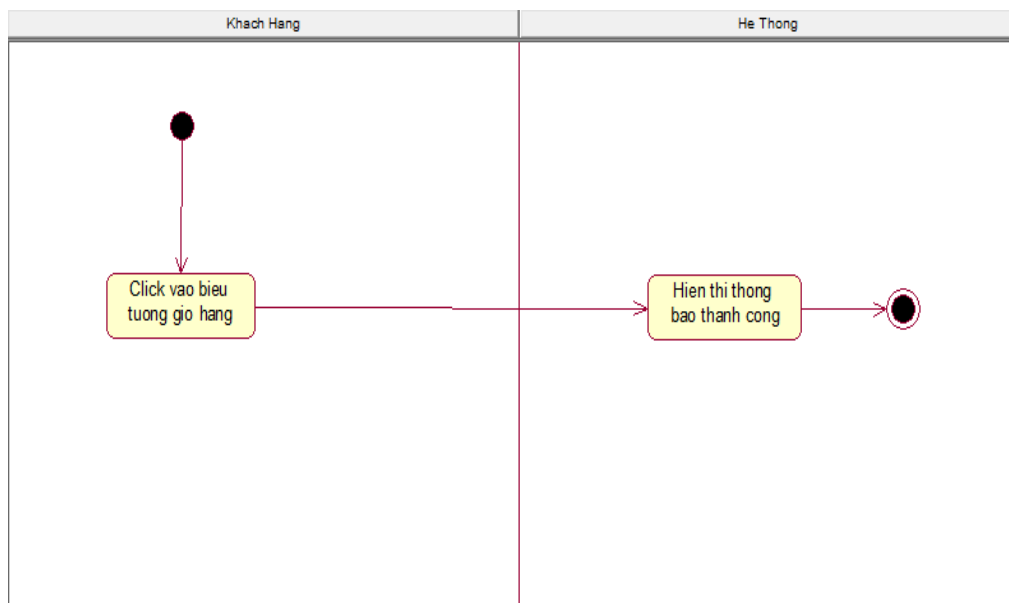 Khach Hang
He Thong
Click vao bieu
tuong gio hang
Hien thi thong
bao thanh cong